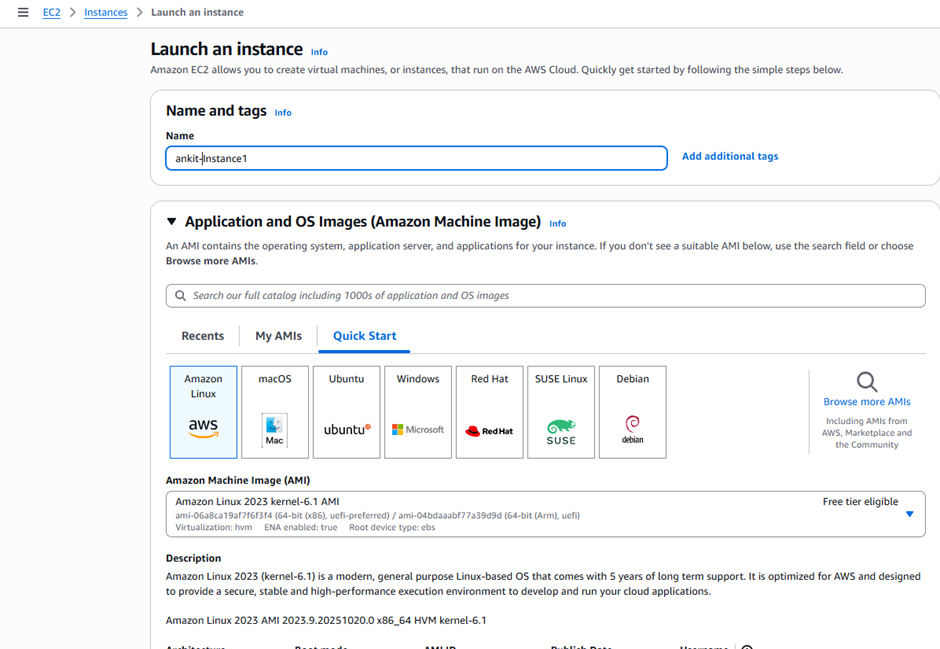 EC2 > Instances > Launch an instance
Launch an instance Info
Amazon EC2 allows you to create virtual machines, or instances, that run on the AWS Cloud. Quickly get started by following the simple steps below.
Name and tags Info
Name
ankit-Instance1
Add additional tags
Application and OS Images (Amazon Machine Image) Info
An AMI contains the operating system, application server, and applications for your instance. If you don't see a suitable AMI below, use the search field or choose
Browse more AMIs.
Search our full catalog including 1000s of application and OS images
Recents My AMIs Quick Start
Amazon
Linux
aws
macOS
Mac
Ubuntu
ubuntu
Windows
Microsoft
Red Hat
Red Hat
SUSE Linux
SUSE
Debian
debian
Browse more AMIs
Including AMIs from
AWS, Marketplace and
the Community
Amazon Machine Image (AMI)
Amazon Linux 2023 kernel-6.1 AMI
Free tier eligible
ami-06a8ca19af7f6f3f4 (64-bit (x86), uefi-preferred) / ami-04bdaaabf77a39d9d (64-bit (Arm), uefi)
Virtualization: hvm ENA enabled: true Root device type: ebs
Description
Amazon Linux 2023 (kernel-6.1) is a modern, general purpose Linux-based OS that comes with 5 years of long term support. It is optimized for AWS and designed
to provide a secure, stable and high-performance execution environment to develop and run your cloud applications.
Amazon Linux 2023 AMI 2023.9.20251020.0 x86_64 HVM kernel-6.1
Architecture Boot mode AMI ID Publish Date Username